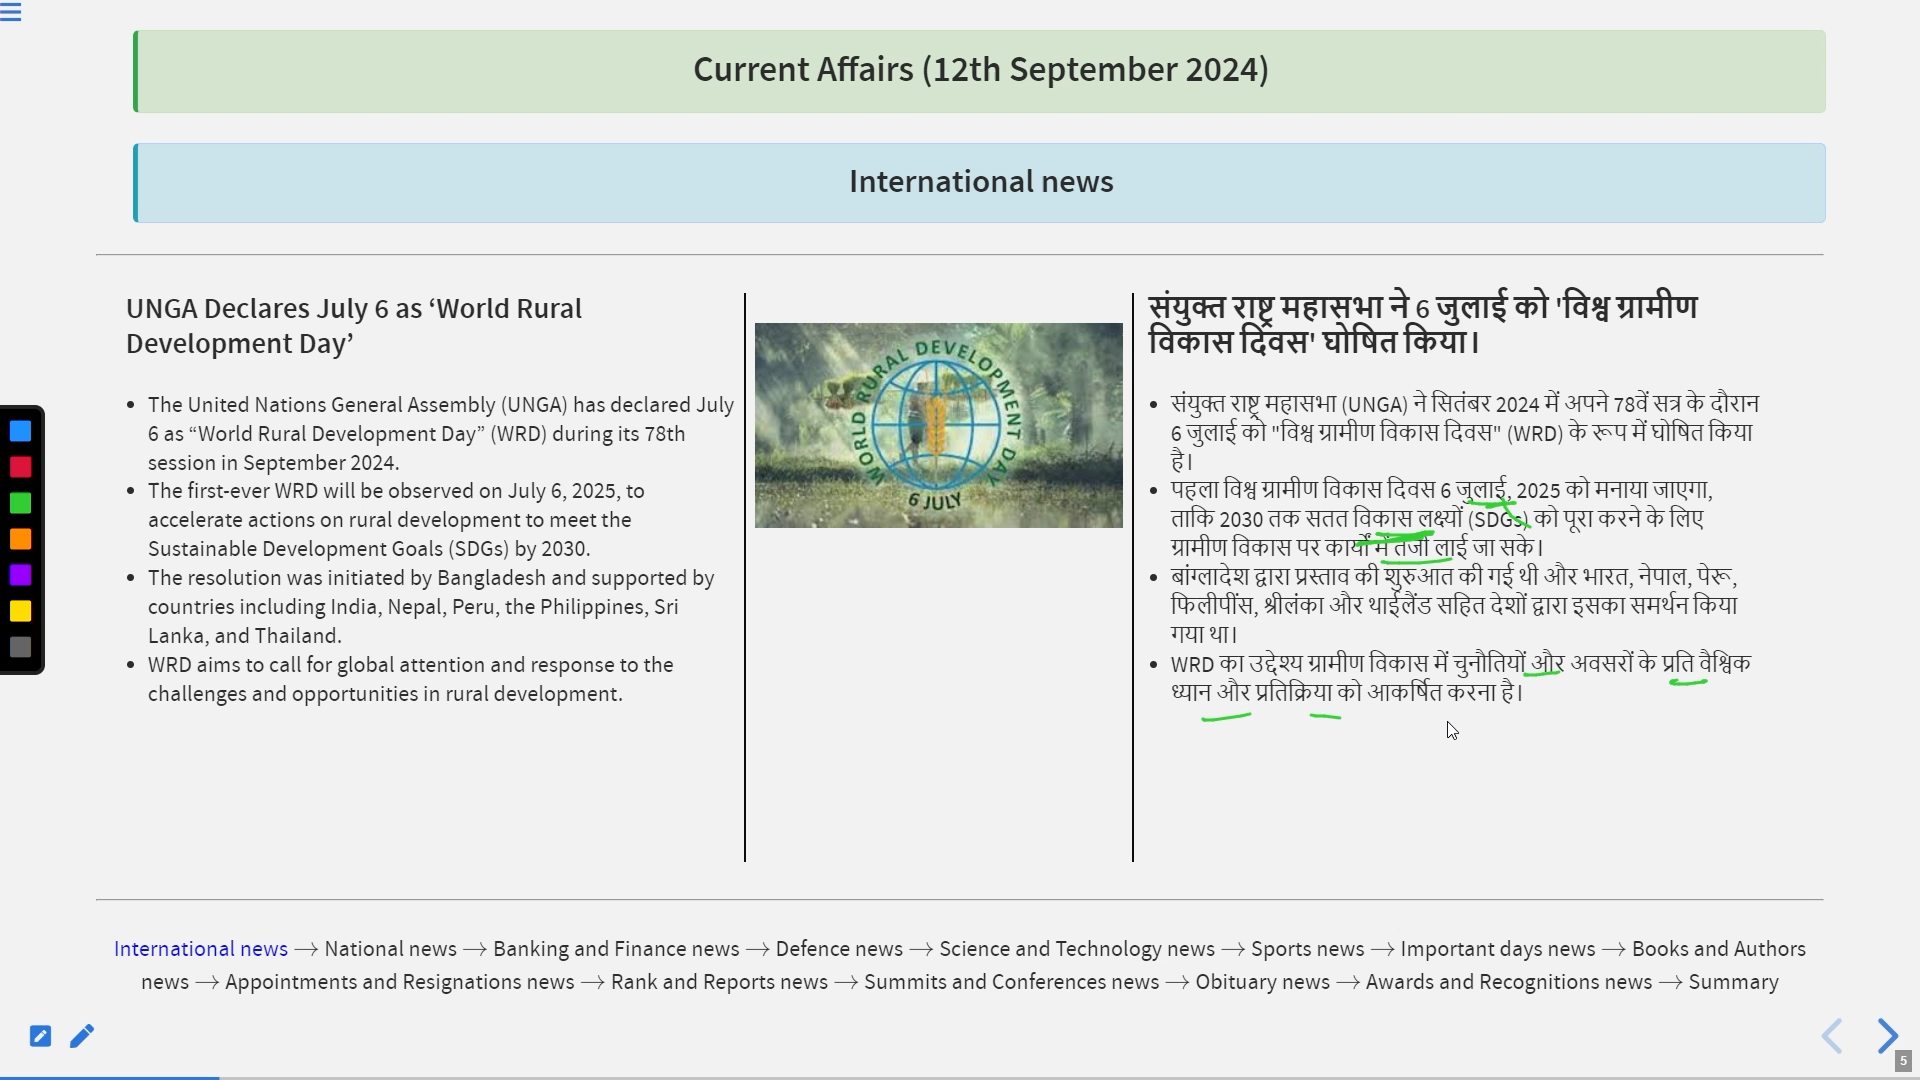 Current Affairs (12th September 2024)
International news
UNGA Declares July 6 as ‘World Rural
Development Day’
• The United Nations General Assembly (UNGA) has declared July
6 as “World Rural Development Day” (WRD) during its 78th
session in September 2024.
• The first-ever WRD will be observed on July 6, 2025, to
accelerate actions on rural development to meet the
Sustainable Development Goals (SDGs) by 2030.
• The resolution was initiated by Bangladesh and supported by
countries including India, Nepal, Peru, the Philippines, Sri
Lanka, and Thailand.
• WRD aims to call for global attention and response to the
challenges and opportunities in rural development.
WORLD RURAL DEVELOPMENT DAY
6 JULY
संयुक्त राष्ट्र महासभा ने 6 जुलाई को 'विश्व ग्रामीण
विकास दिवस' घोषित किया।
• संयुक्त राष्ट्र महासभा (UNGA) ने सितंबर 2024 में अपने 78वें सत्र के दौरान
6 जुलाई को "विश्व ग्रामीण विकास दिवस" (WRD) के रूप में घोषित किया
है।
• पहला विश्व ग्रामीण विकास दिवस 6 जुलाई, 2025 को मनाया जाएगा,
ताकि 2030 तक सतत विकास लक्ष्यों (SDGs) को पूरा करने के लिए
ग्रामीण विकास पर कार्यों में तेजी लाई जा सके।
• बांग्लादेश द्वारा प्रस्ताव की शुरुआत की गई थी और भारत, नेपाल, पेरू,
फिलीपींस, श्रीलंका और थाईलैंड सहित देशों द्वारा इसका समर्थन किया
गया था।
• WRD का उद्देश्य ग्रामीण विकास में चुनौतियों और अवसरों के प्रति वैश्विक
ध्यान और प्रतिक्रिया को आकर्षित करना है।
International news → National news → Banking and Finance news → Defence news → Science and Technology news → Sports news → Important days news → Books and Authors
news → Appointments and Resignations news → Rank and Reports news → Summits and Conferences news → Obituary news → Awards and Recognitions news → Summary
5